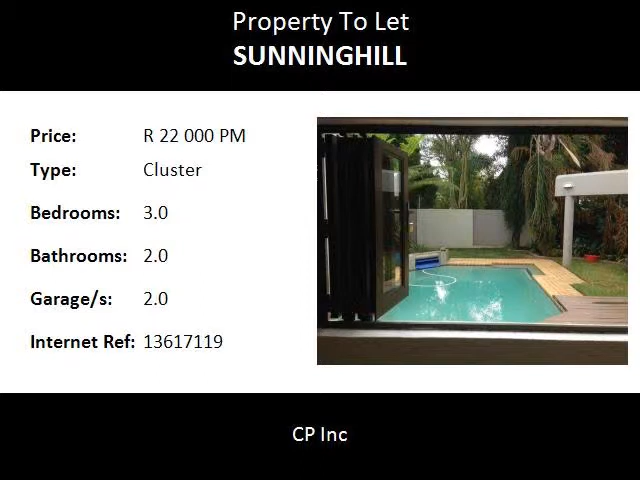 Property To Let
SUNNINGHILL
Price: R 22 000 PM
Type: Cluster
Bedrooms: 3.0
Bathrooms: 2.0
Garage/s: 2.0
Internet Ref: 13617119
CP Inc